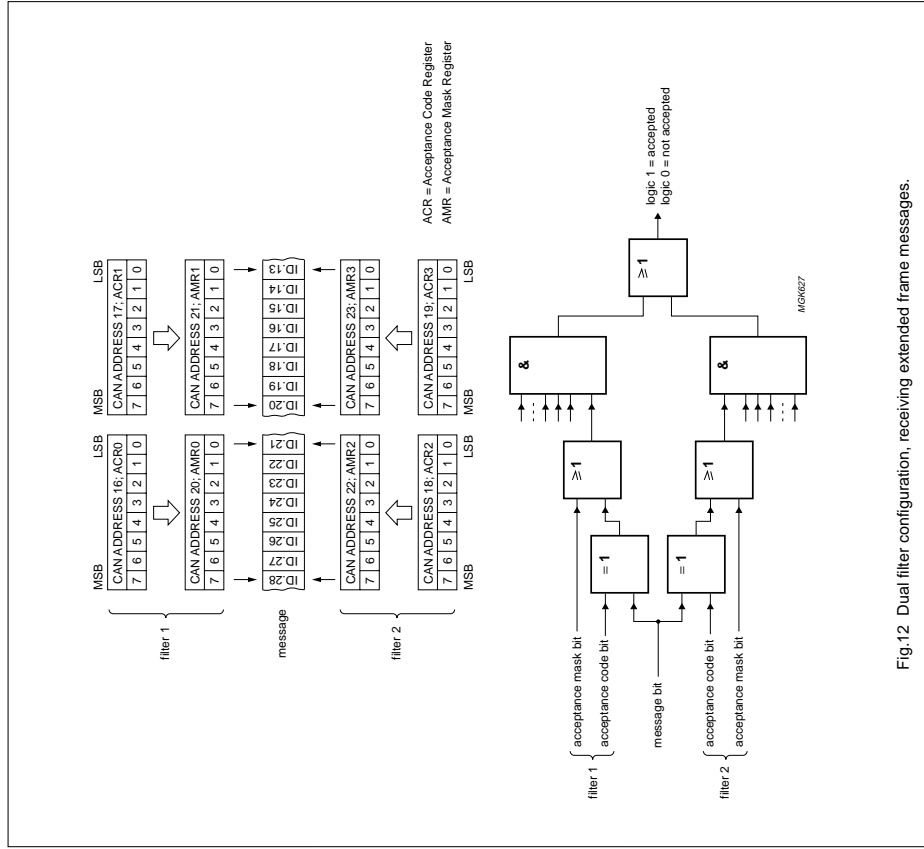 MSB LSB MSB LSB
CAN ADDRESS 16; ACR0 CAN ADDRESS 17; ACR1
7 6 5 4 3 2 1 0 7 6 5 4 3 2 1 0
filter 1
CAN ADDRESS 20; AMR0 CAN ADDRESS 21; AMR1
7 6 5 4 3 2 1 0 7 6 5 4 3 2 1 0
message ID.28 ID.27 ID.26 ID.25 ID.24 ID.23 ID.22 ID.21 ID.20 ID.19 ID.18 ID.17 ID.16 ID.15 ID.14 ID.13
CAN ADDRESS 22; AMR2 CAN ADDRESS 23; AMR3
7 6 5 4 3 2 1 0 7 6 5 4 3 2 1 0
filter 2
CAN ADDRESS 18; ACR2 CAN ADDRESS 19; ACR3
7 6 5 4 3 2 1 0 7 6 5 4 3 2 1 0
MSB LSB MSB LSB
ACR = Acceptance Code Register
AMR = Acceptance Mask Register
filter 1
acceptance mask bit
acceptance code bit
message bit
filter 2
acceptance code bit
acceptance mask bit
= 1
= 1
≥ 1
≥ 1
&
&
≥ 1
logic 1 = accepted
logic 0 = not accepted
MGK627
Fig.12 Dual filter configuration, receiving extended frame messages.